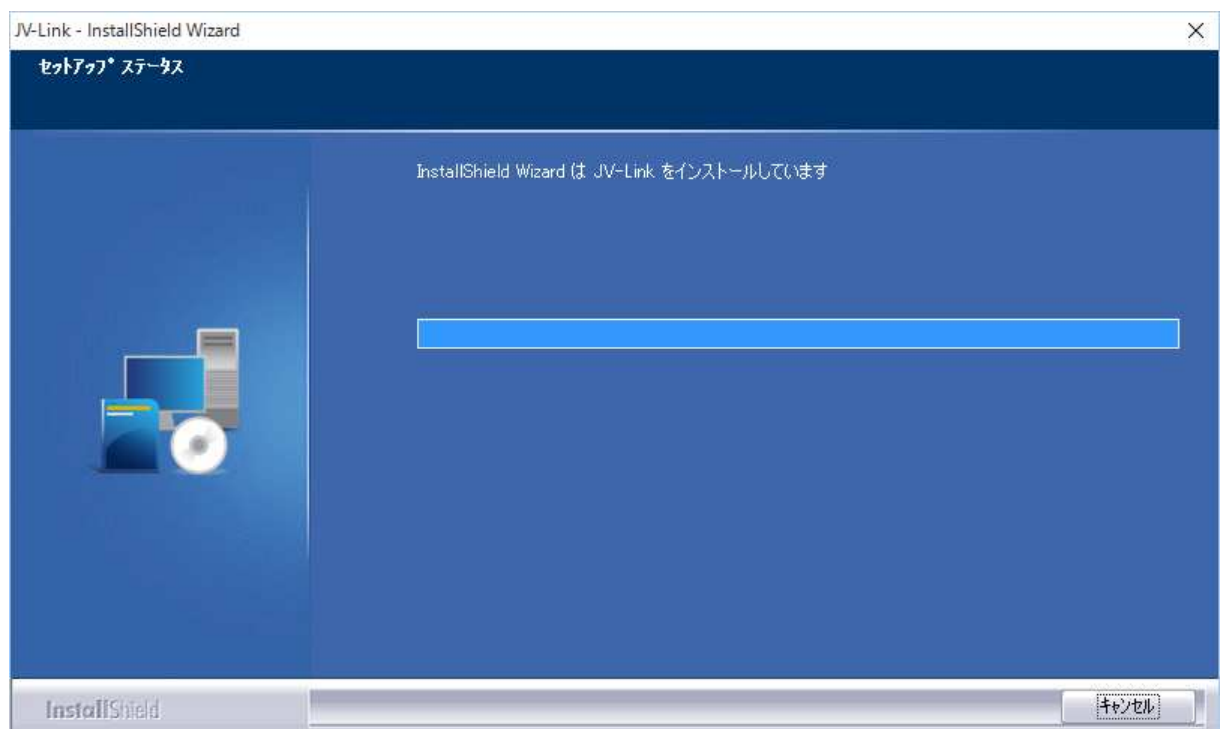 JV-Link - InstallShield Wizard
ｾｯﾄｱｯﾌﾟ ｽﾃｰﾀｽ
InstallShield Wizard は JV-Link をインストールしています
InstallShield
ｷｬﾝｾﾙ